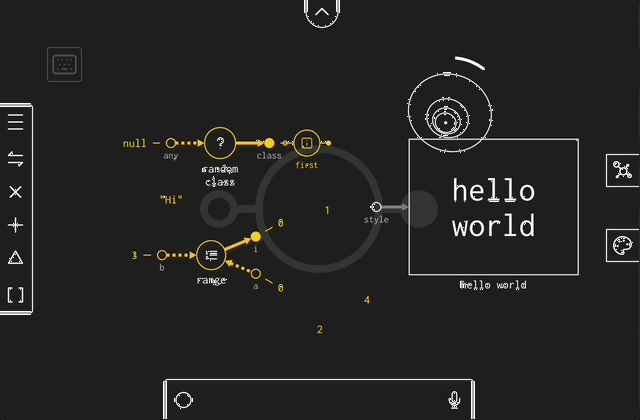 null
any
?
random
class
class
first
"Hi"
1
0
style
hello
world
3
b
i
range
a
0
hello world
4
2